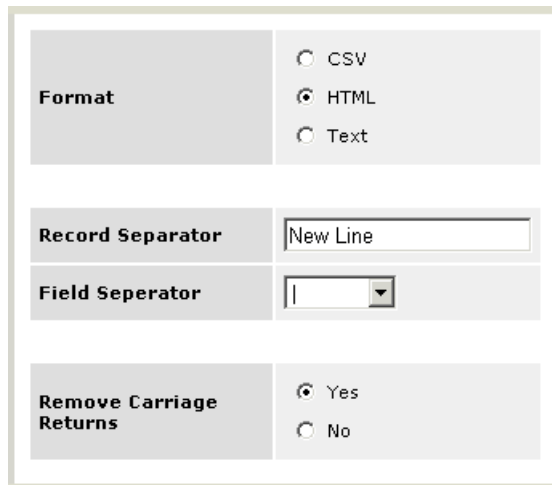 Format
CSV
HTML
Text
Record Separator
New Line
Field Seperator
|
Remove Carriage
Returns
Yes
No